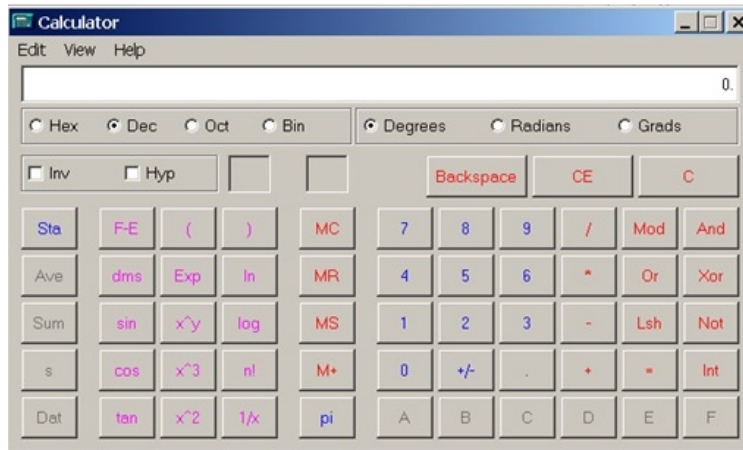 Calculator
Edit View Help
0.
Hex Dec Oct Bin Degrees Radians Grads
Inv Hyp Backspace CE C
Sta F-E ( ) MC 7 8 9 / Mod And
Ave dms Exp ln MR 4 5 6 * Or Xor
Sum sin x^y log MS 1 2 3 - Lsh Not
s cos x^3 n! M+ 0 +/- . + = Int
Dat tan x^2 1/x pi A B C D E F